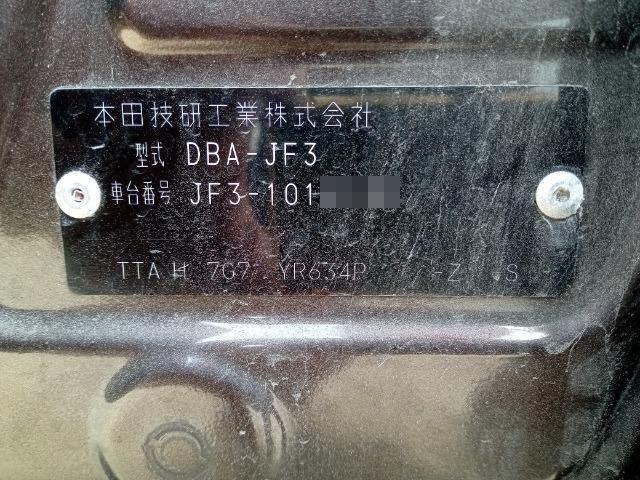 本田技研工業株式会社
型式 DBA-JF3
車台番号 JF3-101
TTA H 7G7 YR634P -Z S